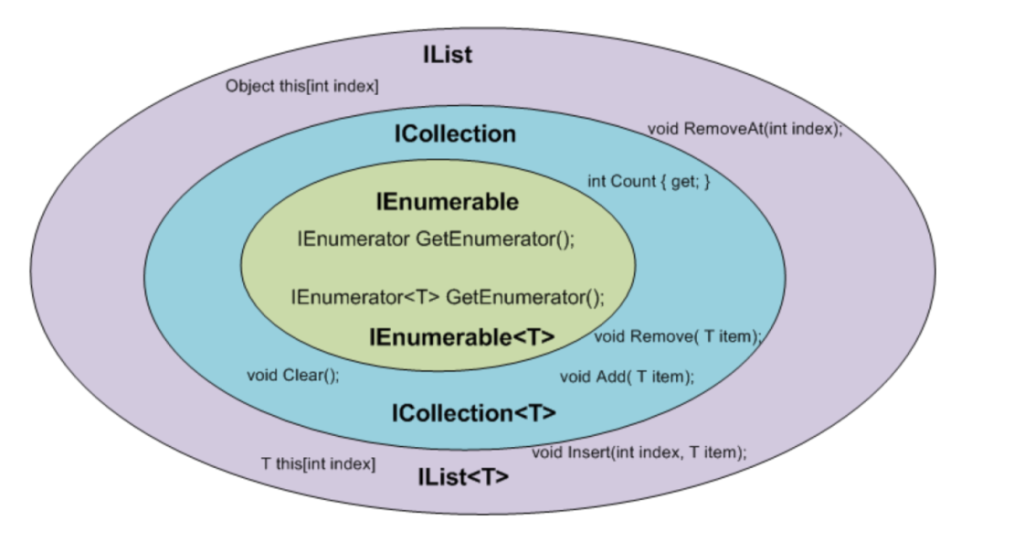 IList
Object this[int index]
ICollection
void RemoveAt(int index);
int Count { get; }
IEnumerable
IEnumerator GetEnumerator();
IEnumerator<T> GetEnumerator();
IEnumerable<T>
void Remove( T item);
void Clear();
void Add( T item);
ICollection<T>
void Insert(int index, T item);
T this[int index]
IList<T>